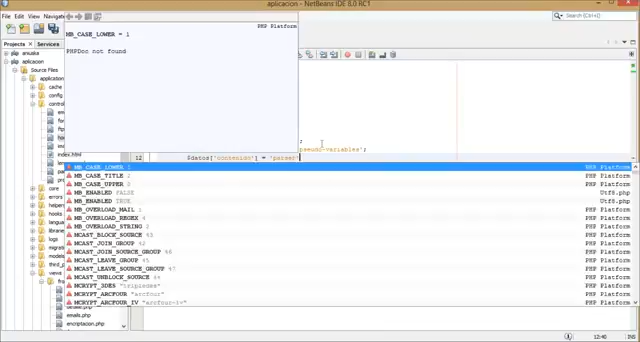 aplicacion - NetBeans IDE 8.0 RC1
File Edit View Navigate
Search (Ctrl+I)
PHP Platform
MB_CASE_LOWER = 1
PHPDoc not found
Projects Services
anuska
aplicacion
Source Files
application
cache
config
index.html
core
errors
helpers
hooks
language
logs
models
views
emails.php
encriptacion.php
;
pseudo-variables';
12 $datos['contenido'] = 'parser'
MB_CASE_LOWER 1 PHP Platform
MB_CASE_TITLE 2 PHP Platform
MB_CASE_UPPER 0 PHP Platform
MB_ENABLED FALSE Utf8.php
MB_ENABLED TRUE Utf8.php
MB_OVERLOAD_MAIL 1 PHP Platform
MB_OVERLOAD_REGEX 4 PHP Platform
MB_OVERLOAD_STRING 2 PHP Platform
MCAST_BLOCK_SOURCE 43 PHP Platform
MCAST_JOIN_GROUP 42 PHP Platform
MCAST_JOIN_SOURCE_GROUP 46 PHP Platform
MCAST_LEAVE_GROUP 45 PHP Platform
MCAST_LEAVE_SOURCE_GROUP 47 PHP Platform
MCAST_UNBLOCK_SOURCE 44 PHP Platform
MCRYPT_3DES "tripledes" PHP Platform
MCRYPT_ARCFOUR "arcfour" PHP Platform
MCRYPT_ARCFOUR_IV "arcfour-iv" PHP Platform
12:40 INS